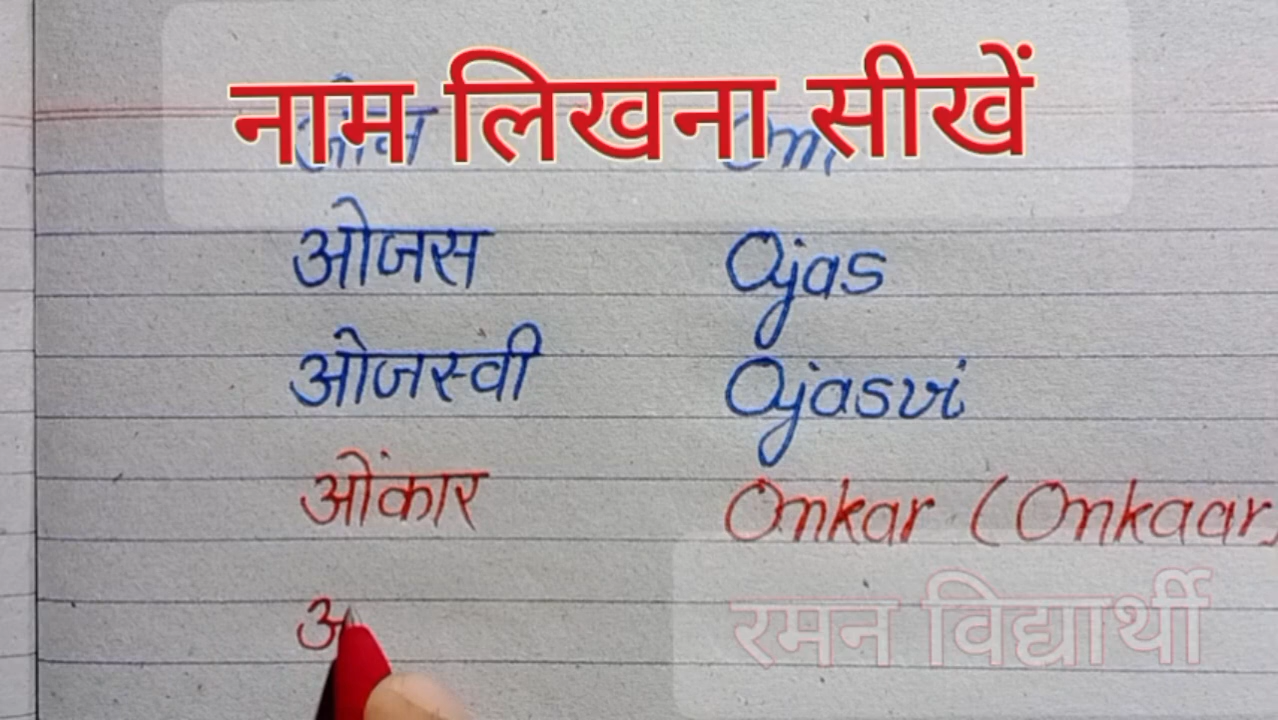 नाम लिखना सीखें
ओजस Ojas
ओजस्वी Ojasvi
ओंकार Omkar (Omkaar)
रमन विद्यार्थी